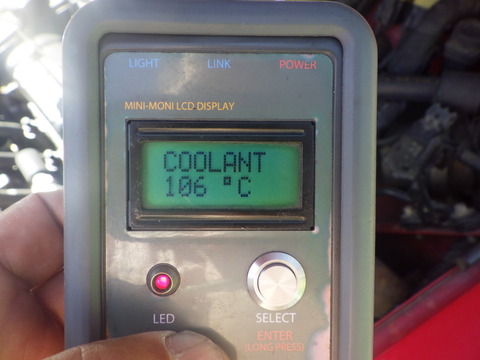 LIGHT LINK POWER
MINI-MONI LCD DISPLAY
COOLANT
106 °C
LED SELECT
ENTER
(LONG PRESS)